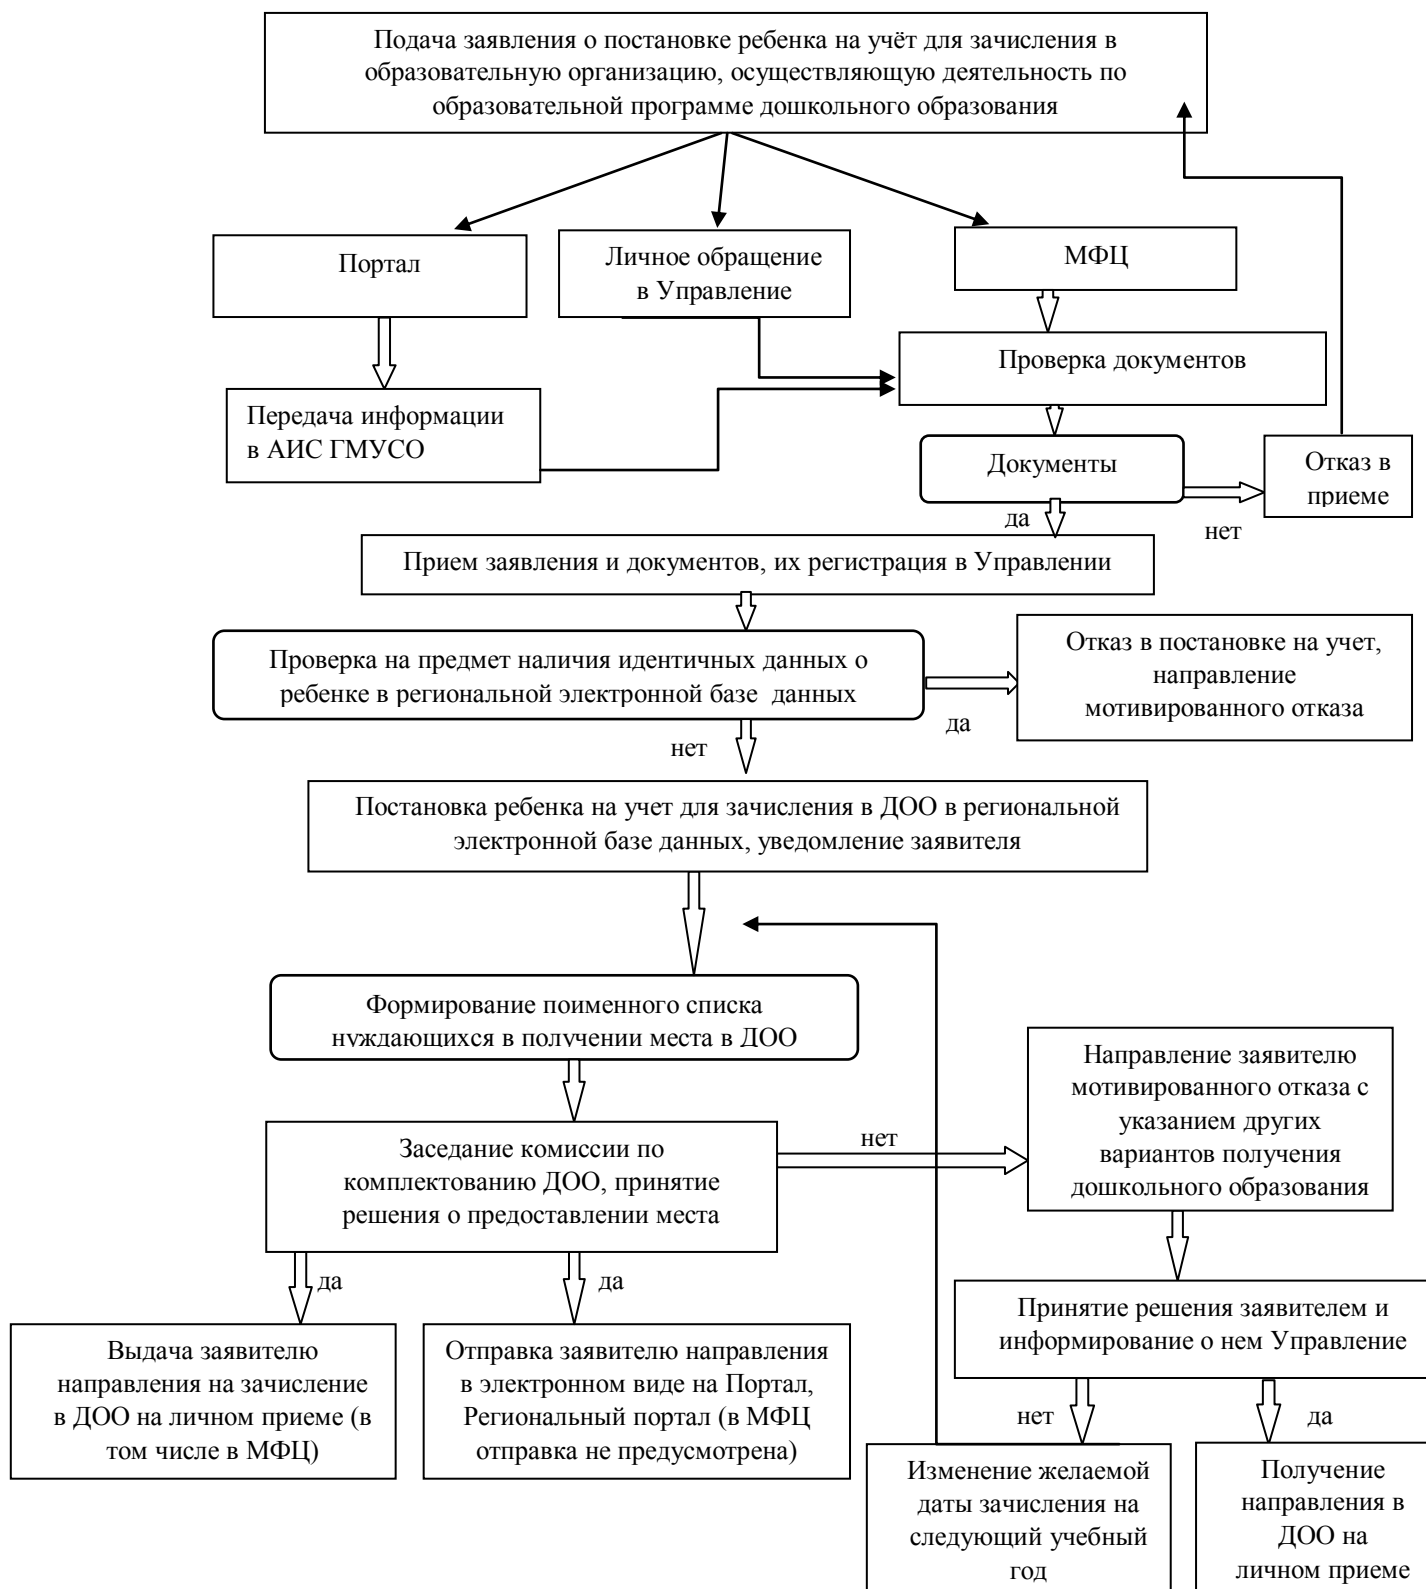 Подача заявления о постановке ребенка на учёт для зачисления в
образовательную организацию, осуществляющую деятельность по
образовательной программе дошкольного образования
Портал
Личное обращение
в Управление
МФЦ
Проверка документов
Передача информации
в АИС ГМУСО
Документы
Отказ в
приеме
да
нет
Прием заявления и документов, их регистрация в Управлении
Проверка на предмет наличия идентичных данных о
ребенке в региональной электронной базе данных
Отказ в постановке на учет,
направление
мотивированного отказа
да
нет
Постановка ребенка на учет для зачисления в ДОО в региональной
электронной базе данных, уведомление заявителя
Формирование поименного списка
нуждающихся в получении места в ДОО
Направление заявителю
мотивированного отказа с
указанием других
вариантов получения
дошкольного образования
Заседание комиссии по
комплектованию ДОО, принятие
решения о предоставлении места
нет
да
да
Принятие решения заявителем и
информирование о нем Управление
Выдача заявителю
направления на зачисление
в ДОО на личном приеме (в
том числе в МФЦ)
Отправка заявителю направления
в электронном виде на Портал,
Региональный портал (в МФЦ
отправка не предусмотрена)
нет
да
Изменение желаемой
даты зачисления на
следующий учебный
год
Получение
направления в
ДОО на
личном приеме